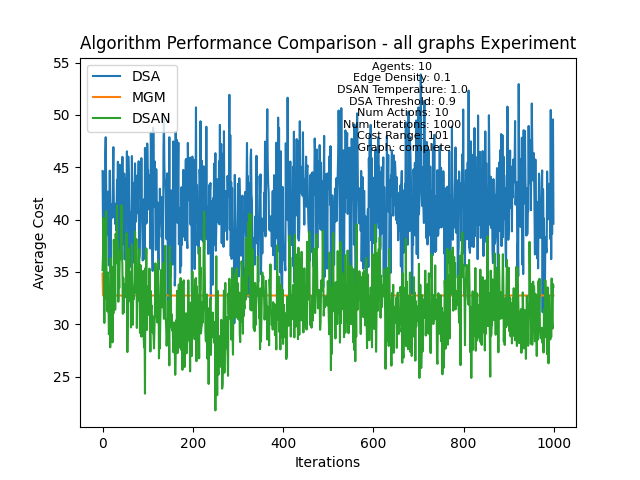 Algorithm Performance Comparison - all graphs Experiment
55
50
45
40
35
30
25
Average Cost
DSA
MGM
DSAN
Agents: 10
Edge Density: 0.1
DSAN Temperature: 1.0
DSA Threshold: 0.9
Num Actions: 10
Num Iterations: 1000
Cost Range: 101
Graph: complete
0 200 400 600 800 1000
Iterations